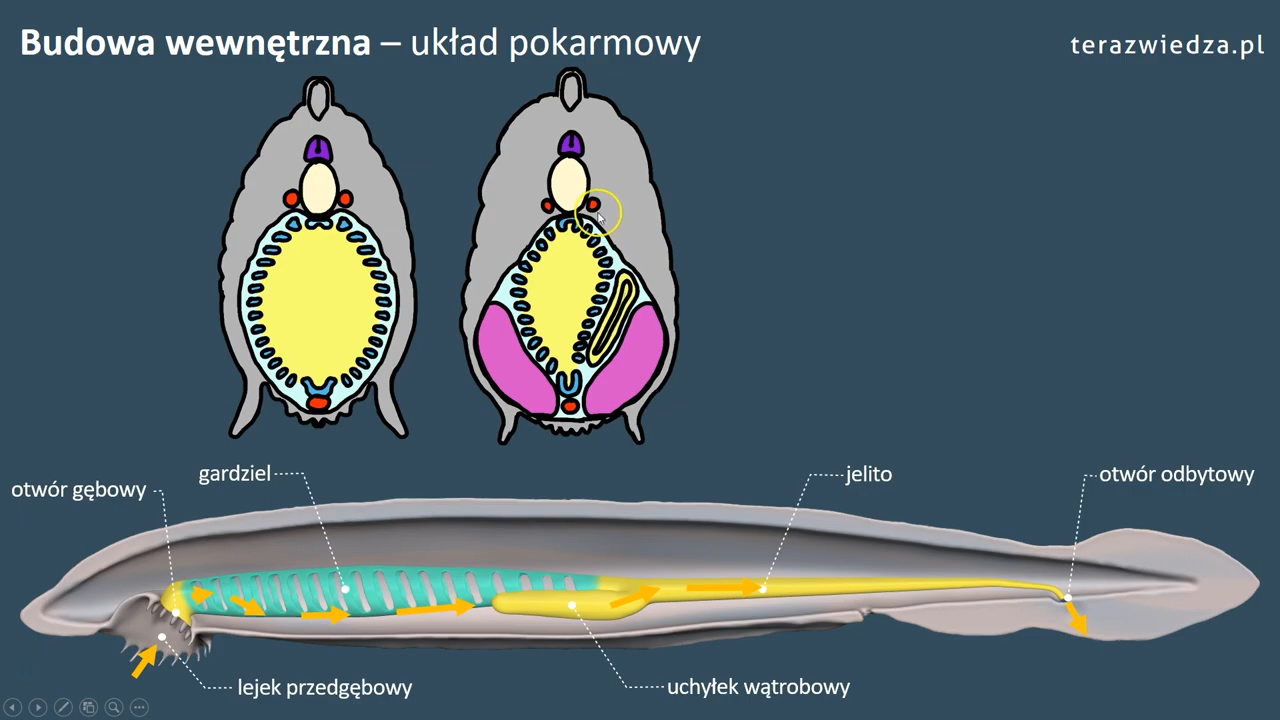 Budowa wewnętrzna – układ pokarmowy
terazwiedza.pl
otwór gębowy
gardziel
jelito
otwór odbytowy
lejek przedgębowy
uchyłek wątrobowy